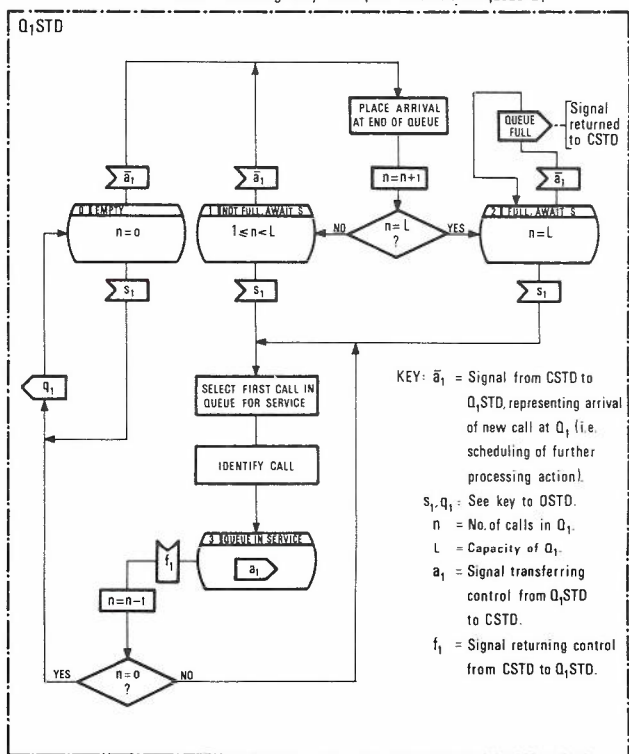 Q₁STD
PLACE ARRIVAL
AT END OF QUEUE
QUEUE
FULL
Signal
returned
to CSTD
ā₁
ā₁
n=n+1
ā₁
0 EMPTY
n=0
1 NOT FULL, AWAIT S
1≤n<L
NO
n=L
?
YES
2 FULL, AWAIT S
n=L
s₁
s₁
s₁
q₁
SELECT FIRST CALL IN
QUEUE FOR SERVICE
IDENTIFY CALL
3 QUEUE IN SERVICE
a₁
f₁
n=n-1
YES
n=0
?
NO
KEY: ā₁ = Signal from CSTD to
Q₁STD, representing arrival
of new call at Q₁ (i.e.
scheduling of further
processing action).
s₁, q₁: See key to OSTD.
n = No. of calls in Q₁.
L = Capacity of Q₁.
a₁ = Signal transferring
control from Q₁STD
to CSTD.
f₁ = Signal returning control
from CSTD to Q₁STD.